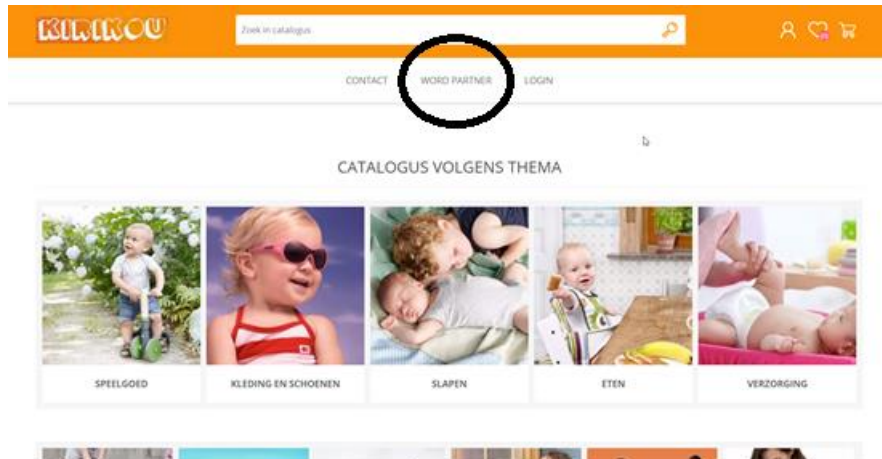 KIRIKOU
Zoek in catalogus
CONTACT WORD PARTNER LOGIN
CATALOGUS VOLGENS THEMA
SPEELGOED KLEDING EN SCHOENEN SLAPEN ETEN VERZORGING